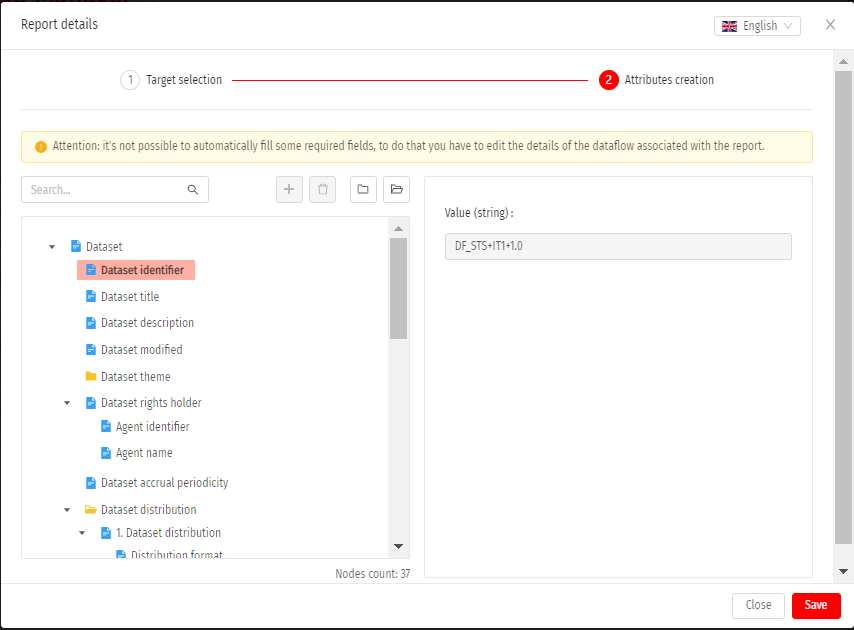 Report details
English
1 Target selection
2 Attributes creation
Attention: it's not possible to automatically fill some required fields, to do that you have to edit the details of the dataflow associated with the report.
Search...
Value (string) :
DF_STS+IT1+1.0
Dataset
Dataset identifier
Dataset title
Dataset description
Dataset modified
Dataset theme
Dataset rights holder
Agent identifier
Agent name
Dataset accrual periodicity
Dataset distribution
1. Dataset distribution
Distribution format
Nodes count: 37
Close
Save